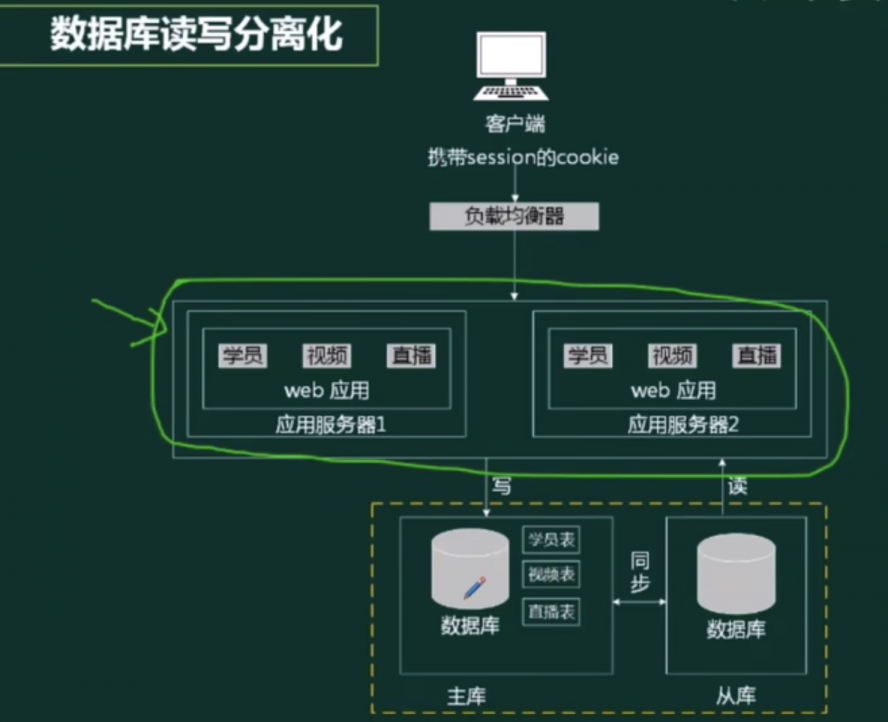 数据库读写分离化
客户端
携带session的cookie
负载均衡器
学员 视频 直播
web 应用
应用服务器1
学员 视频 直播
web 应用
应用服务器2
写
读
学员表
视频表
直播表
数据库
主库
同步
数据库
从库